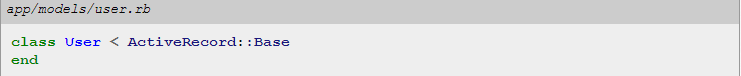 app/models/user.rb
class User < ActiveRecord::Base
end